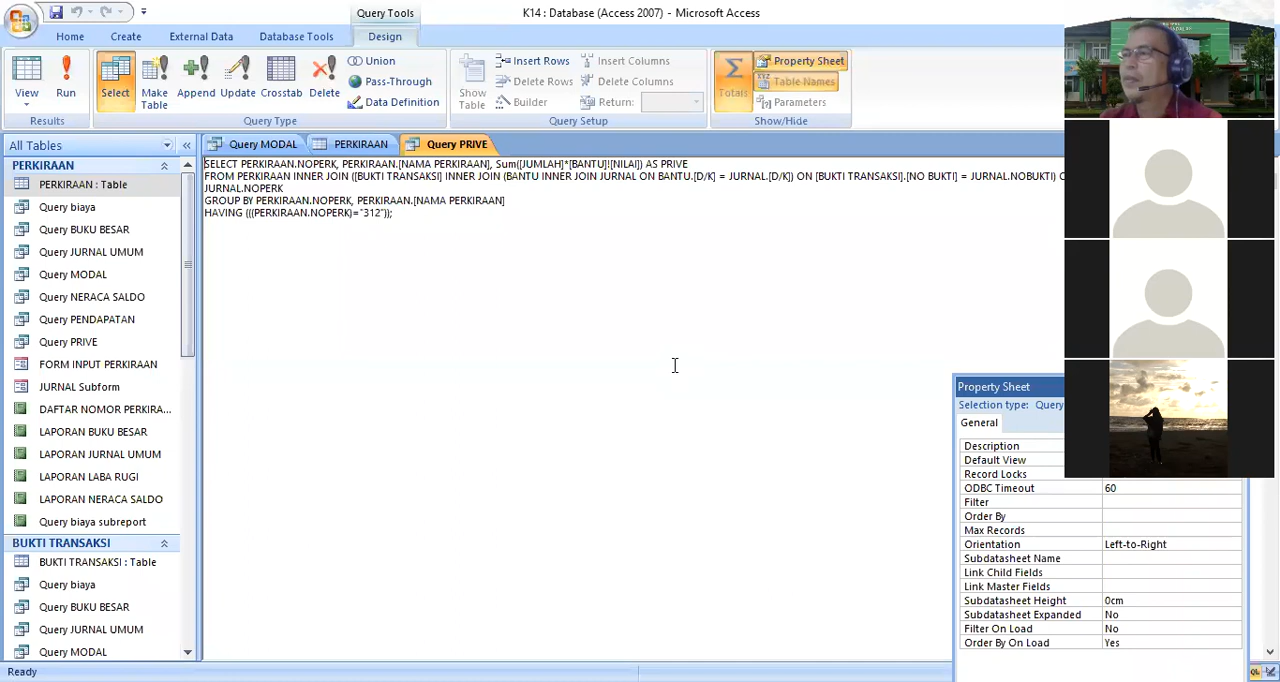 Query Tools
K14 : Database (Access 2007) - Microsoft Access
Home
Create
External Data
Database Tools
Design
View
Run
Results
Select
Make Table
Append
Update
Crosstab
Delete
Union
Pass-Through
Data Definition
Query Type
Show Table
Insert Rows
Delete Rows
Builder
Insert Columns
Delete Columns
Return:
Query Setup
Totals
Property Sheet
Table Names
Parameters
Show/Hide
All Tables
PERKIRAAN
PERKIRAAN : Table
Query biaya
Query BUKU BESAR
Query JURNAL UMUM
Query MODAL
Query NERACA SALDO
Query PENDAPATAN
Query PRIVE
FORM INPUT PERKIRAAN
JURNAL Subform
DAFTAR NOMOR PERKIRA...
LAPORAN BUKU BESAR
LAPORAN JURNAL UMUM
LAPORAN LABA RUGI
LAPORAN NERACA SALDO
Query biaya subreport
BUKTI TRANSAKSI
BUKTI TRANSAKSI : Table
Query biaya
Query BUKU BESAR
Query JURNAL UMUM
Query MODAL
Query MODAL
PERKIRAAN
Query PRIVE
SELECT PERKIRAAN.NOPERK, PERKIRAAN.[NAMA PERKIRAAN], Sum([JUMLAH]*[BANTU]![NILAI]) AS PRIVE
FROM PERKIRAAN INNER JOIN ([BUKTI TRANSAKSI] INNER JOIN (BANTU INNER JOIN JURNAL ON BANTU.[D/K] = JURNAL.[D/K]) ON [BUKTI TRANSAKSI].[NO BUKTI] = JURNAL.NOBUKTI)
JURNAL.NOPERK
GROUP BY PERKIRAAN.NOPERK, PERKIRAAN.[NAMA PERKIRAAN]
HAVING (((PERKIRAAN.NOPERK)="312"));
Property Sheet
Selection type: Query
General
Description
Default View
Record Locks
ODBC Timeout 60
Filter
Order By
Max Records
Orientation Left-to-Right
Subdatasheet Name
Link Child Fields
Link Master Fields
Subdatasheet Height 0cm
Subdatasheet Expanded No
Filter On Load No
Order By On Load Yes
Ready